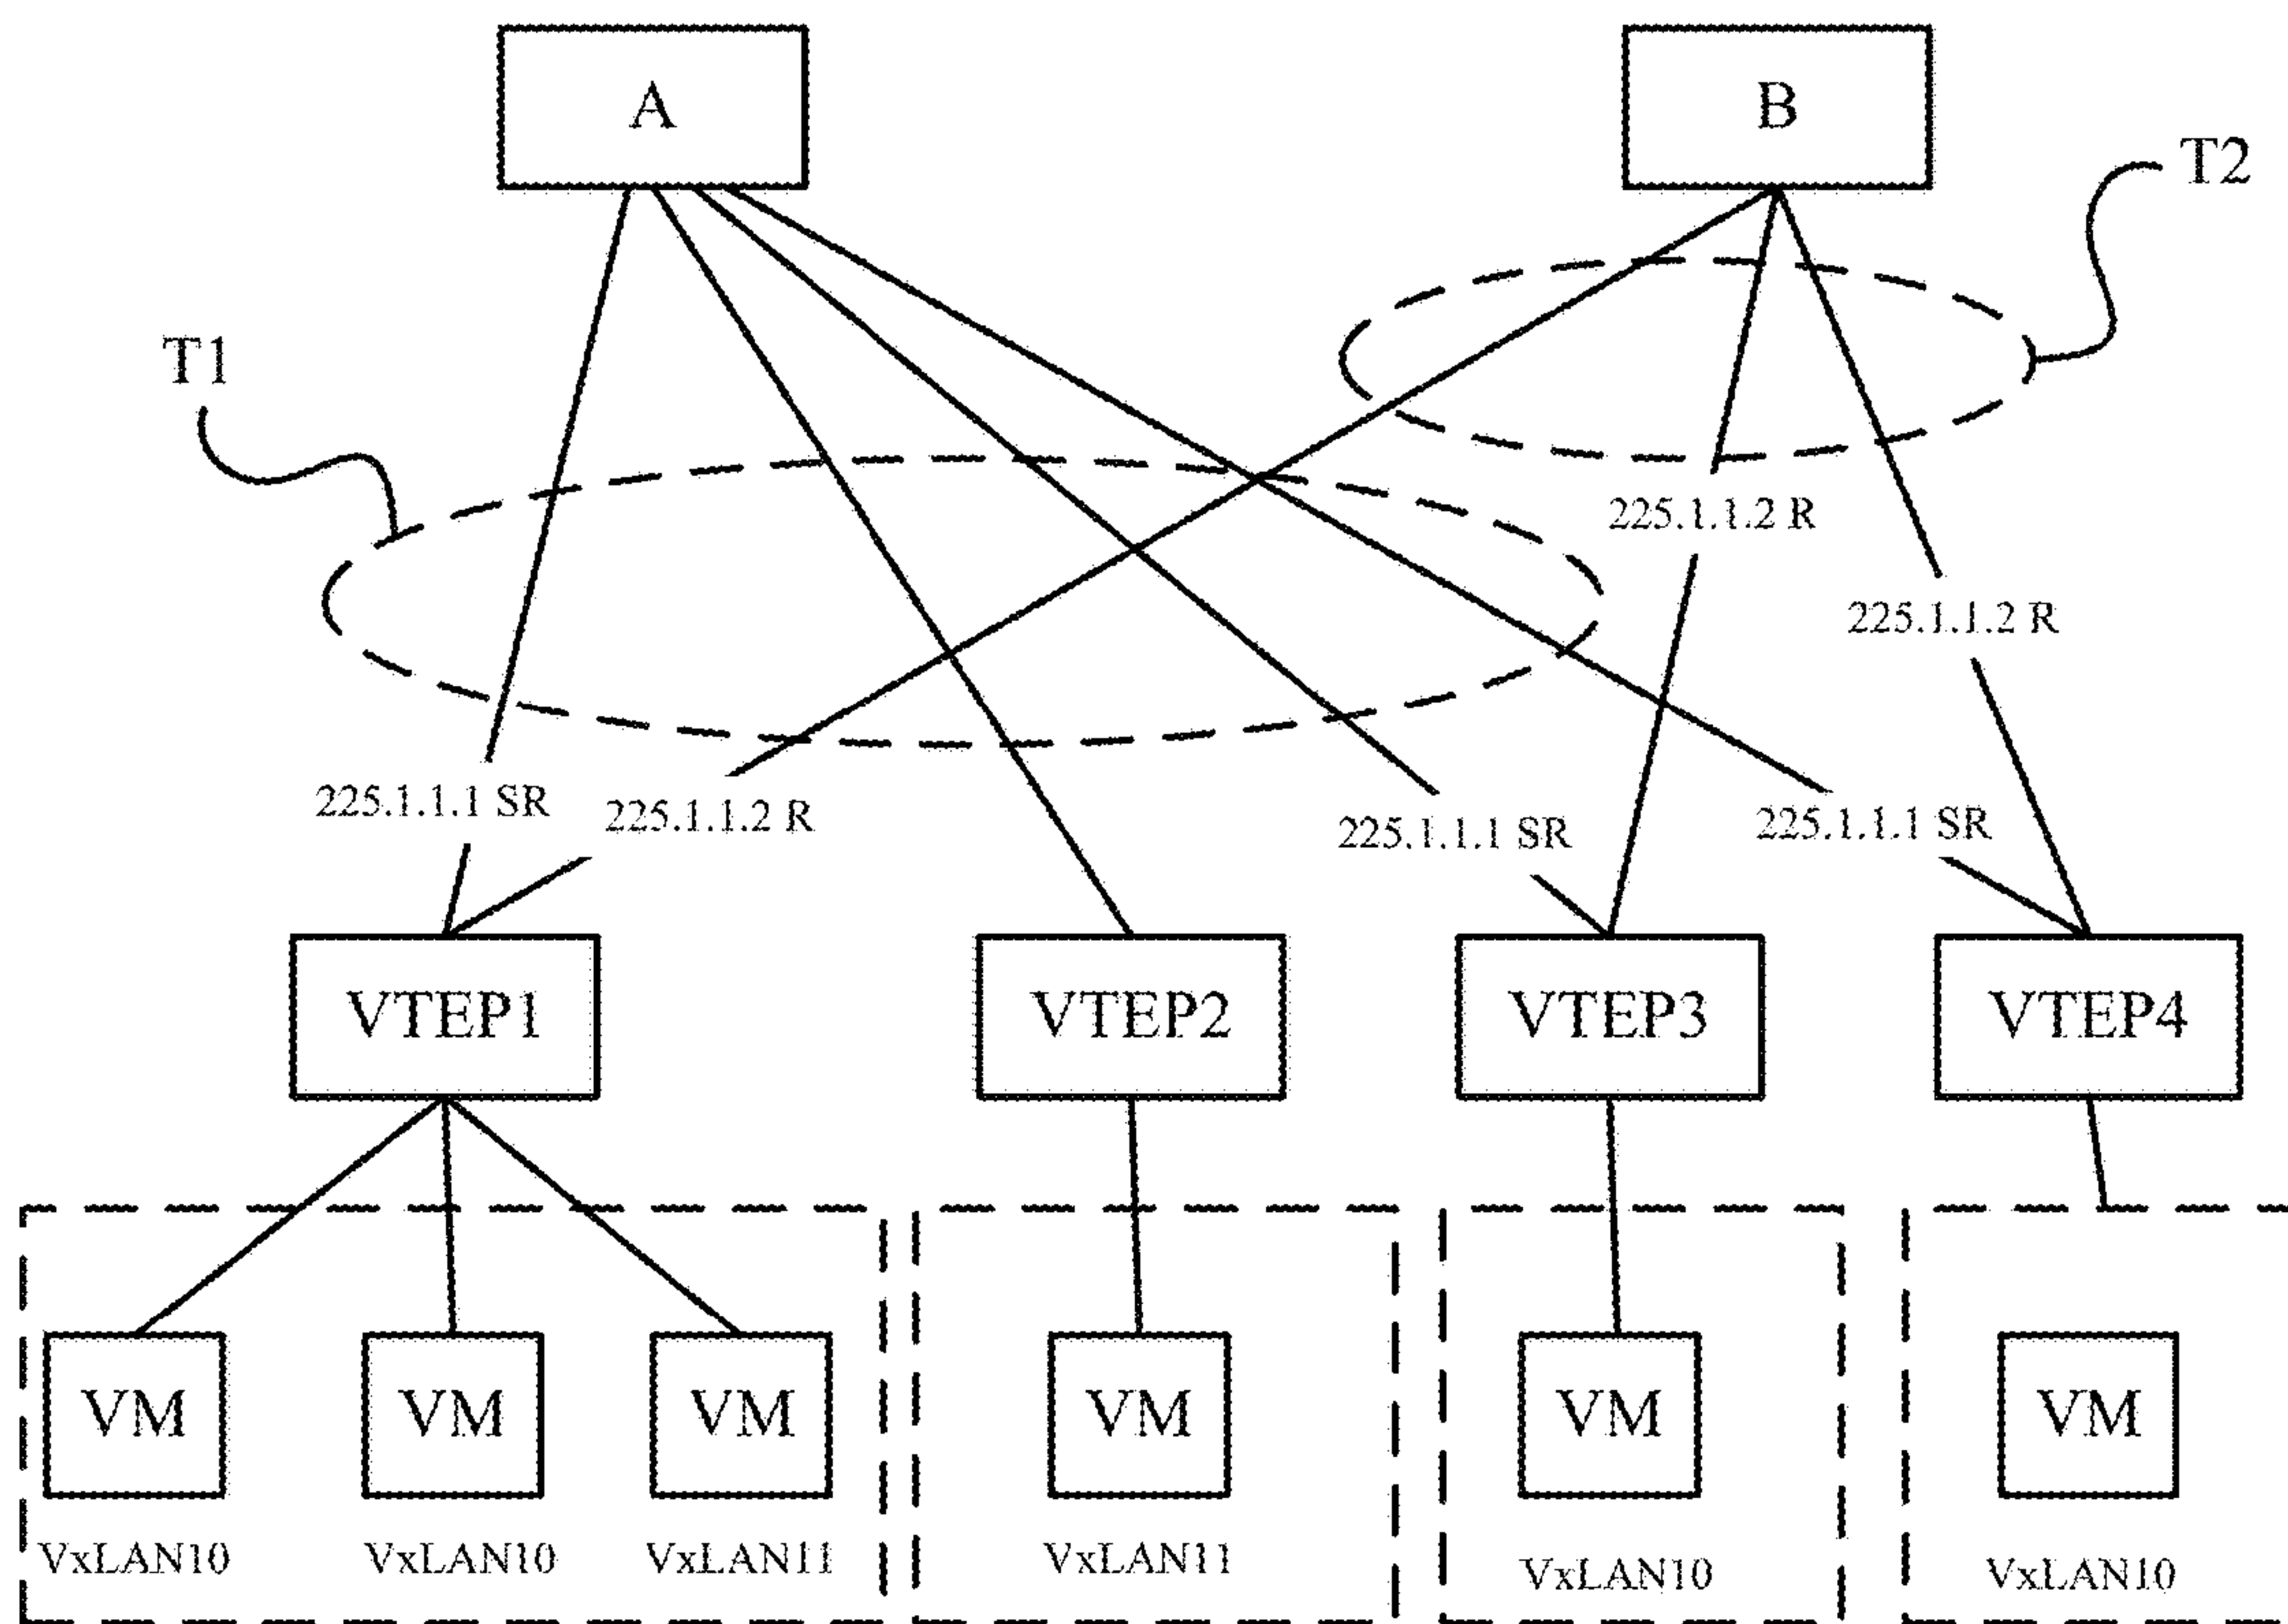 A
B
T2
T1
225.1.1.2 R
225.1.1.2 R
225.1.1.1 SR
225.1.1.2 R
225.1.1.1 SR
225.1.1.1 SR
VTEP1
VTEP2
VTEP3
VTEP4
VM
VM
VM
VM
VM
VM
VxLAN10
VxLAN10
VxLAN11
VxLAN11
VxLAN10
VxLAN10